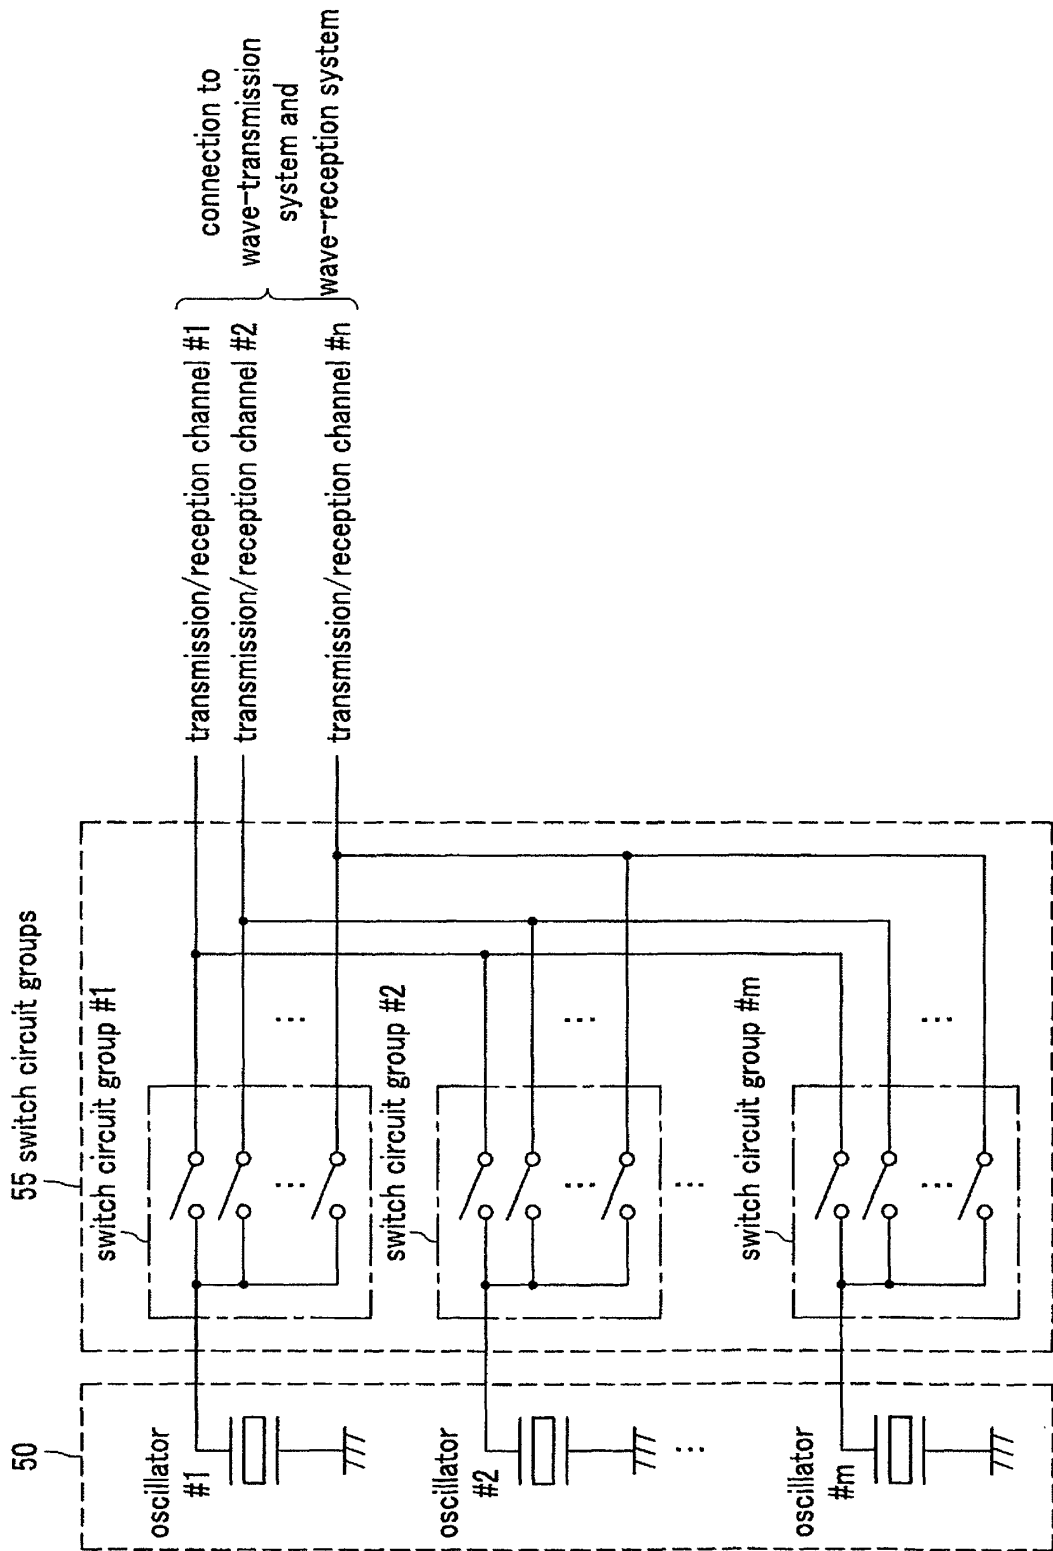 50
55 switch circuit groups
oscillator
#1
switch circuit group #1
...
...
transmission/reception channel #1
transmission/reception channel #2
transmission/reception channel #n
connection to
wave-transmission
system and
wave-reception system
oscillator
#2
switch circuit group #2
...
...
...
...
oscillator
#m
switch circuit group #m
...
...